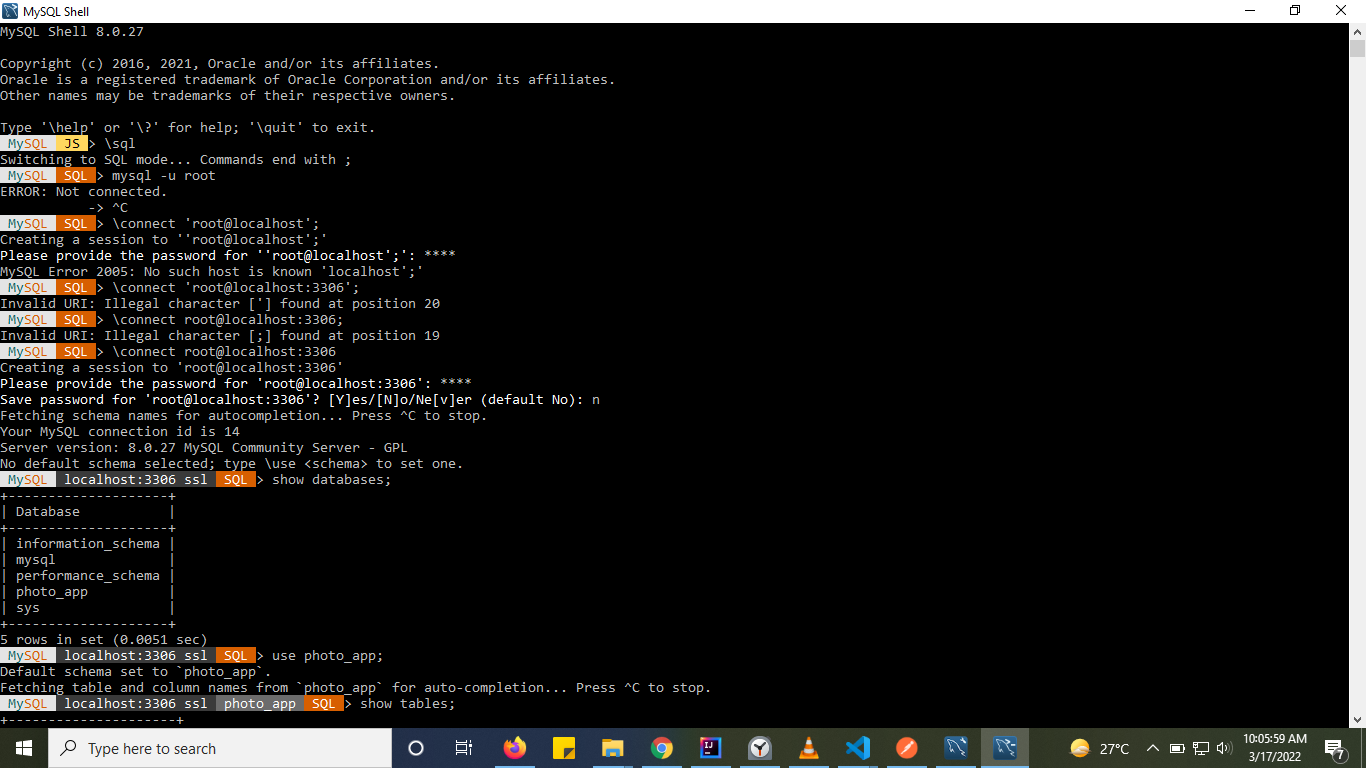 MySQL Shell
MySQL Shell 8.0.27
Copyright (c) 2016, 2021, Oracle and/or its affiliates.
Oracle is a registered trademark of Oracle Corporation and/or its affiliates.
Other names may be trademarks of their respective owners.
Type '\help' or '\?' for help; '\quit' to exit.
MySQL JS > \sql
Switching to SQL mode... Commands end with ;
MySQL SQL > mysql -u root
ERROR: Not connected.
-> ^C
MySQL SQL > \connect 'root@localhost';
Creating a session to ''root@localhost';'
Please provide the password for ''root@localhost';': ****
MySQL Error 2005: No such host is known 'localhost';'
MySQL SQL > \connect 'root@localhost:3306';
Invalid URI: Illegal character ['] found at position 20
MySQL SQL > \connect root@localhost:3306;
Invalid URI: Illegal character [;] found at position 19
MySQL SQL > \connect root@localhost:3306
Creating a session to 'root@localhost:3306'
Please provide the password for 'root@localhost:3306': ****
Save password for 'root@localhost:3306'? [Y]es/[N]o/Ne[v]er (default No): n
Fetching schema names for autocompletion... Press ^C to stop.
Your MySQL connection id is 14
Server version: 8.0.27 MySQL Community Server - GPL
No default schema selected; type \use <schema> to set one.
MySQL localhost:3306 ssl SQL > show databases;
+--------------------+
| Database           |
+--------------------+
| information_schema |
| mysql              |
| performance_schema |
| photo_app          |
| sys                |
+--------------------+
5 rows in set (0.0051 sec)
MySQL localhost:3306 ssl SQL > use photo_app;
Default schema set to `photo_app`.
Fetching table and column names from `photo_app` for auto-completion... Press ^C to stop.
MySQL localhost:3306 ssl photo_app SQL > show tables;
+---------------------+
Type here to search
27°C
10:05:59 AM
3/17/2022
7